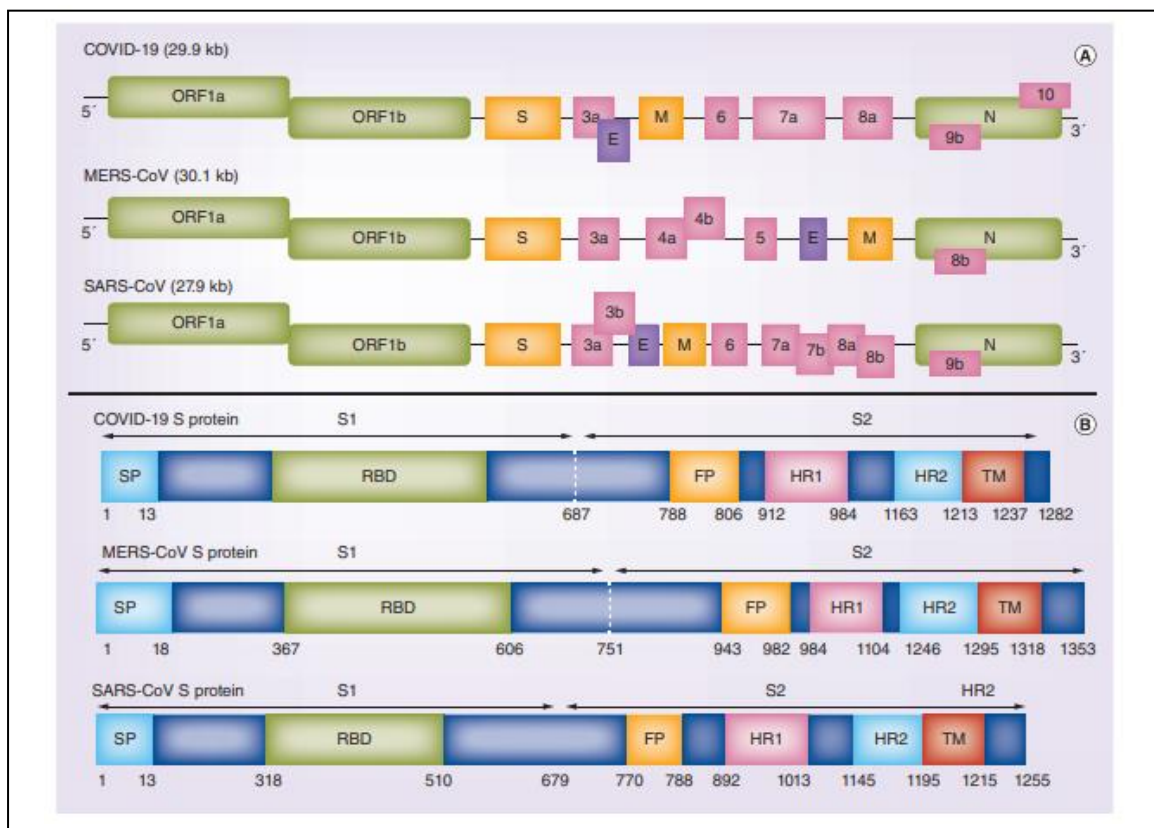 COVID-19 (29.9 kb)
A
5´ ORF1a ORF1b S 3a E M 6 7a 8a N 9b 10 3´
MERS-CoV (30.1 kb)
5´ ORF1a ORF1b S 3a 4a 4b 5 E M N 8b 3´
SARS-CoV (27.9 kb)
5´ ORF1a ORF1b S 3a 3b E M 6 7a 7b 8a 8b N 9b 3´
COVID-19 S protein S1 S2
B
SP RBD FP HR1 HR2 TM
1 13 687 788 806 912 984 1163 1213 1237 1282
MERS-CoV S protein S1 S2
SP RBD FP HR1 HR2 TM
1 18 367 606 751 943 982 984 1104 1246 1295 1318 1353
SARS-CoV S protein S1 S2 HR2
SP RBD FP HR1 HR2 TM
1 13 318 510 679 770 788 892 1013 1145 1195 1215 1255